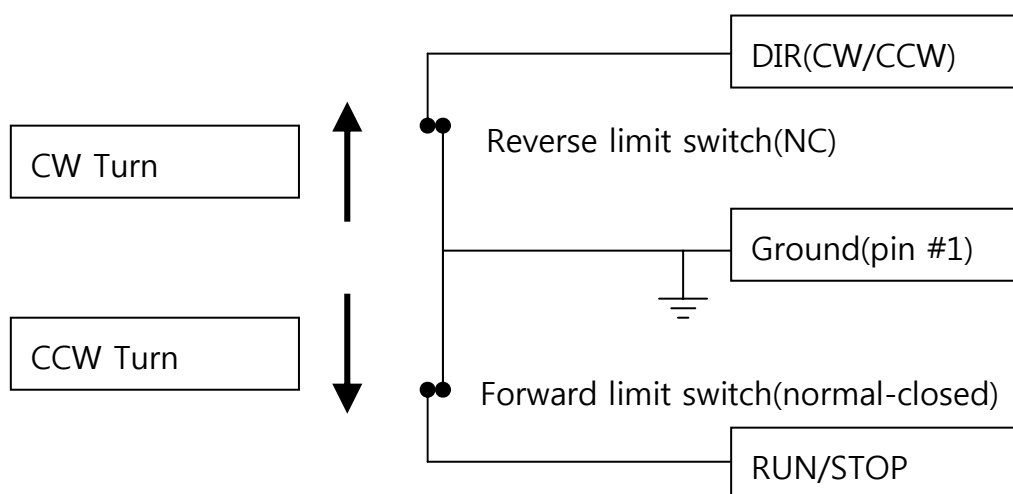 DIR(CW/CCW)
Reverse limit switch(NC)
CW Turn
Ground(pin #1)
CCW Turn
Forward limit switch(normal-closed)
RUN/STOP